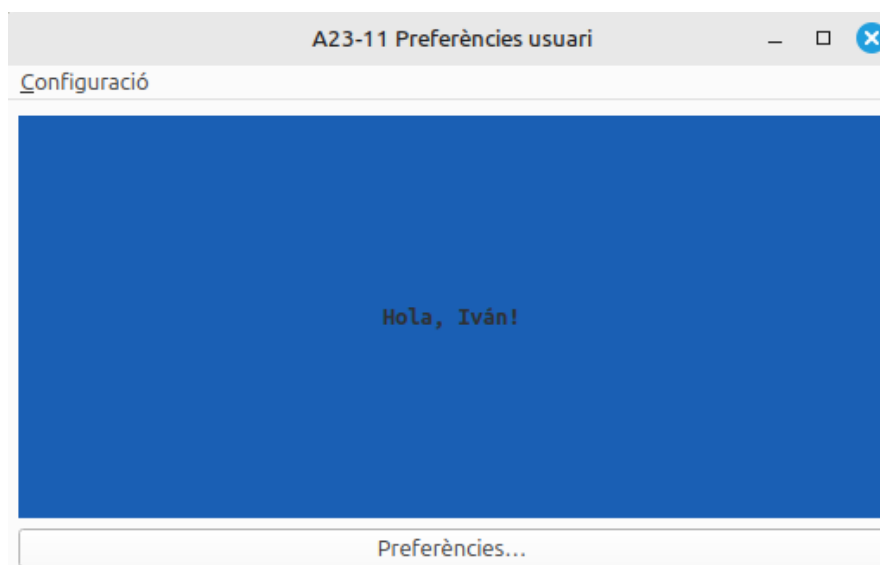 A23-11 Preferències usuari
Configuració
Hola, Iván!
Preferències...